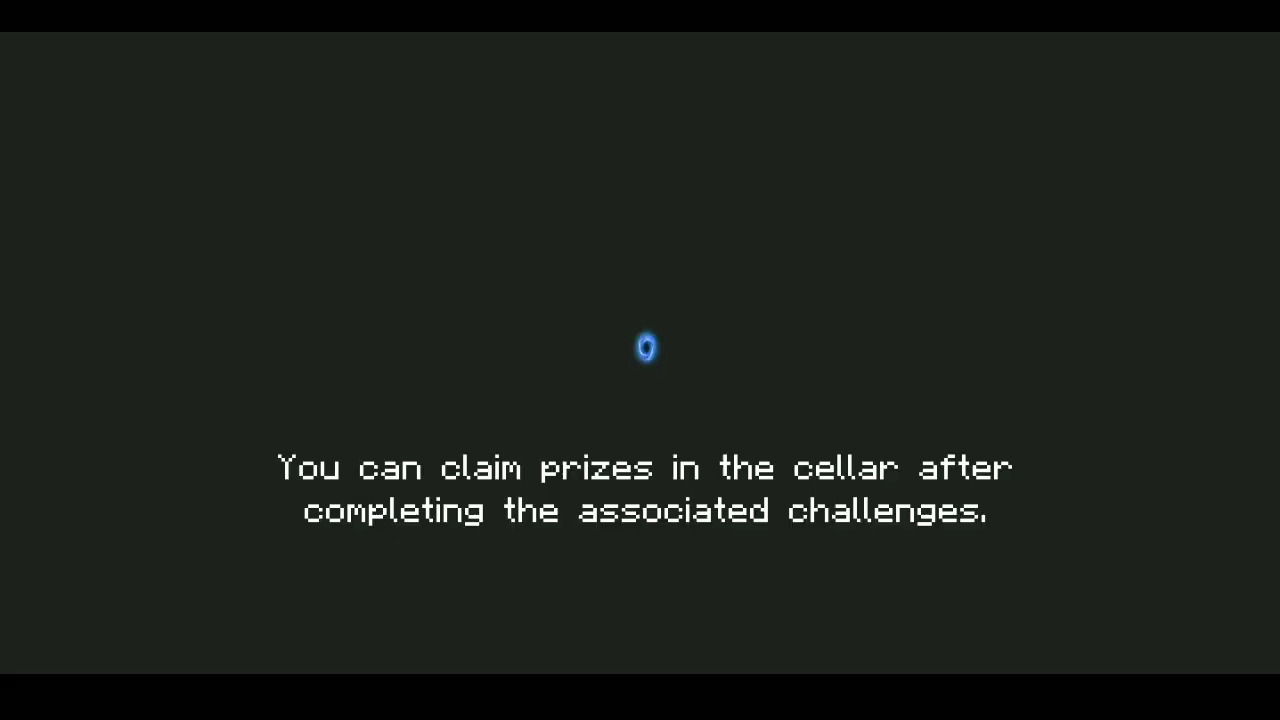 You can claim prizes in the cellar after
completing the associated challenges.